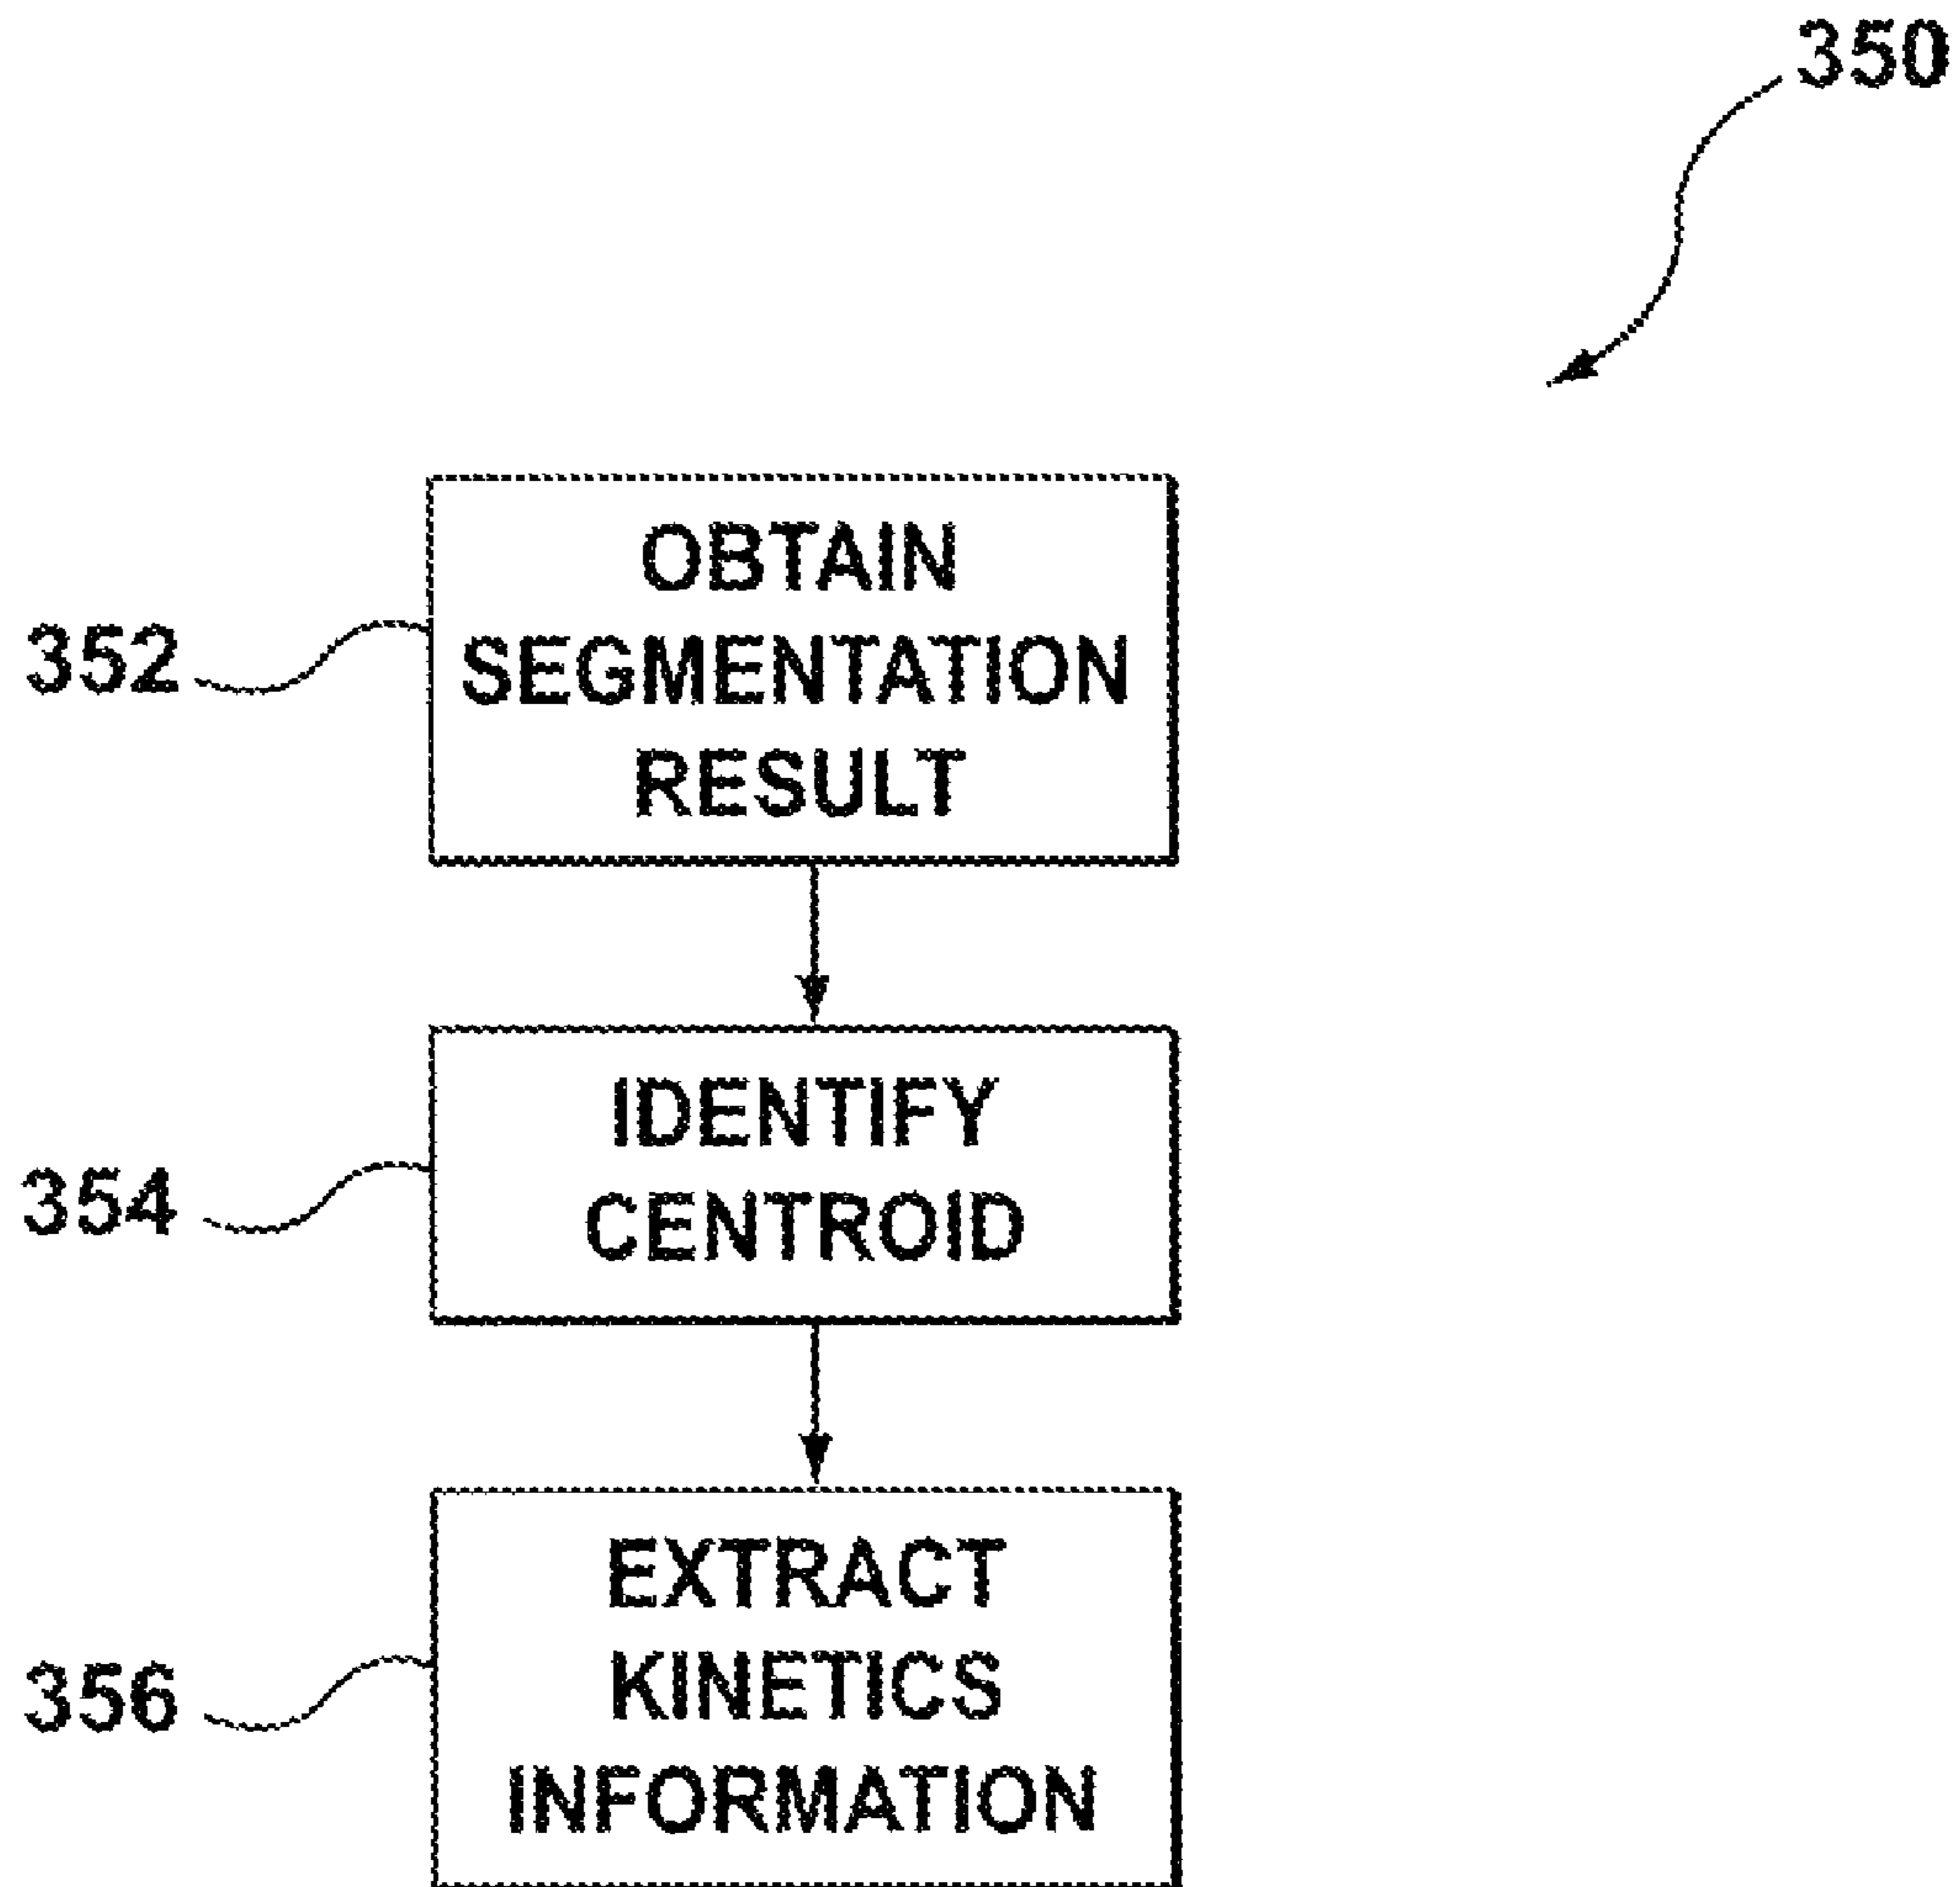 350
OBTAIN
SEGMENTATION
RESULT
352
IDENTIFY
CENTROID
354
EXTRACT
KINETICS
INFORMATION
356